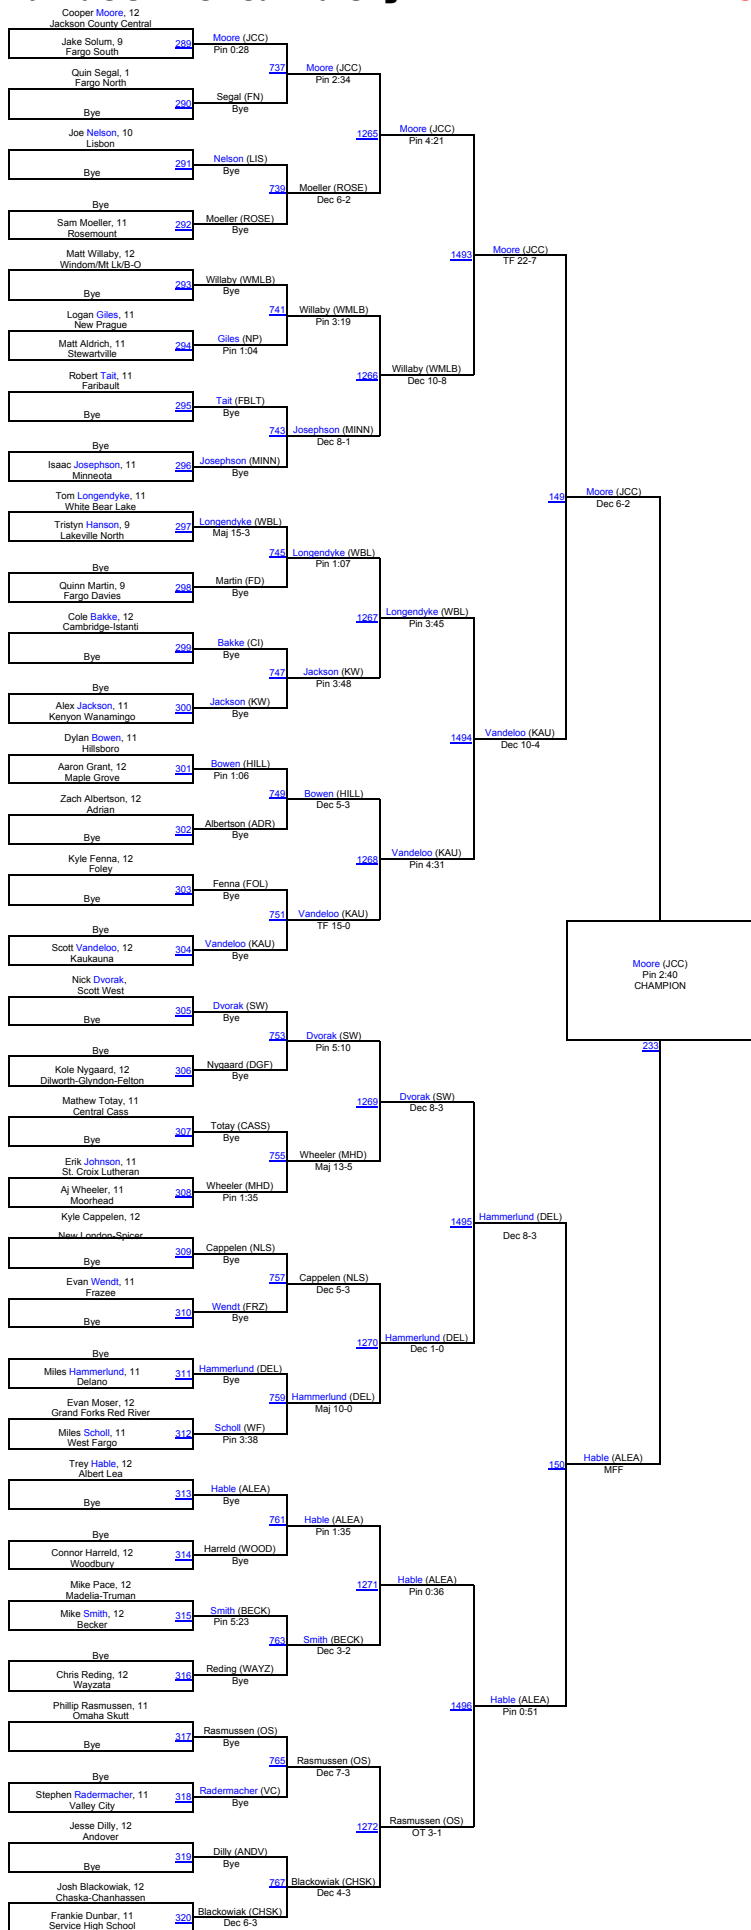 Cooper Moore, 12
Jackson County Central
Jake Solum, 9
Fargo South
289
Moore (JCC)
Pin 0:28
737
Moore (JCC)
Pin 2:34
Quin Segal, 1
Fargo North
Bye
290
Segal (FN)
Bye
1265
Moore (JCC)
Pin 4:21
Joe Nelson, 10
Lisbon
Bye
291
Nelson (LIS)
Bye
739
Moeller (ROSE)
Dec 6-2
Bye
Sam Moeller, 11
Rosemount
292
Moeller (ROSE)
Bye
1493
Moore (JCC)
TF 22-7
Matt Willaby, 12
Windom/Mt Lk/B-O
Bye
293
Willaby (WMLB)
Bye
741
Willaby (WMLB)
Pin 3:19
Logan Giles, 11
New Prague
Matt Aldrich, 11
Stewartville
294
Giles (NP)
Pin 1:04
1266
Willaby (WMLB)
Dec 10-8
Robert Tait, 11
Faribault
Bye
295
Tait (FBLT)
Bye
743
Josephson (MINN)
Dec 8-1
Bye
Isaac Josephson, 11
Minneota
296
Josephson (MINN)
Bye
149
Moore (JCC)
Dec 6-2
Tom Longendyke, 11
White Bear Lake
Tristyn Hanson, 9
Lakeville North
297
Longendyke (WBL)
Maj 15-3
745
Longendyke (WBL)
Pin 1:07
Bye
Quinn Martin, 9
Fargo Davies
298
Martin (FD)
Bye
1267
Longendyke (WBL)
Pin 3:45
Cole Bakke, 12
Cambridge-Istanti
Bye
299
Bakke (CI)
Bye
747
Jackson (KW)
Pin 3:48
Bye
Alex Jackson, 11
Kenyon Wanamingo
300
Jackson (KW)
Bye
1494
Vandeloo (KAU)
Dec 10-4
Dylan Bowen, 11
Hillsboro
Aaron Grant, 12
Maple Grove
301
Bowen (HILL)
Pin 1:06
749
Bowen (HILL)
Dec 5-3
Zach Albertson, 12
Adrian
Bye
302
Albertson (ADR)
Bye
1268
Vandeloo (KAU)
Pin 4:31
Kyle Fenna, 12
Foley
Bye
303
Fenna (FOL)
Bye
751
Vandeloo (KAU)
TF 15-0
Bye
Scott Vandeloo, 12
Kaukauna
304
Vandeloo (KAU)
Bye
Moore (JCC)
Pin 2:40
CHAMPION
233
Nick Dvorak,
Scott West
Bye
305
Dvorak (SW)
Bye
753
Dvorak (SW)
Pin 5:10
Bye
Kole Nygaard, 12
Dilworth-Glyndon-Felton
306
Nygaard (DGF)
Bye
1269
Dvorak (SW)
Dec 8-3
Mathew Totay, 11
Central Cass
Bye
307
Totay (CASS)
Bye
755
Wheeler (MHD)
Maj 13-5
Erik Johnson, 11
St. Croix Lutheran
Aj Wheeler, 11
Moorhead
308
Wheeler (MHD)
Pin 1:35
1495
Hammerlund (DEL)
Dec 8-3
Kyle Cappelen, 12
New London-Spicer
Bye
309
Cappelen (NLS)
Bye
757
Cappelen (NLS)
Dec 5-3
Evan Wendt, 11
Frazee
Bye
310
Wendt (FRZ)
Bye
1270
Hammerlund (DEL)
Dec 1-0
Bye
Miles Hammerlund, 11
Delano
311
Hammerlund (DEL)
Bye
759
Hammerlund (DEL)
Maj 10-0
Evan Moser, 12
Grand Forks Red River
Miles Scholl, 11
West Fargo
312
Scholl (WF)
Pin 3:38
150
Hable (ALEA)
MFF
Trey Hable, 12
Albert Lea
Bye
313
Hable (ALEA)
Bye
761
Hable (ALEA)
Pin 1:35
Bye
Connor Harreld, 12
Woodbury
314
Harreld (WOOD)
Bye
1271
Hable (ALEA)
Pin 0:36
Mike Pace, 12
Madelia-Truman
Mike Smith, 12
Becker
315
Smith (BECK)
Pin 5:23
763
Smith (BECK)
Dec 3-2
Bye
Chris Reding, 12
Wayzata
316
Reding (WAYZ)
Bye
1496
Hable (ALEA)
Pin 0:51
Phillip Rasmussen, 11
Omaha Skutt
Bye
317
Rasmussen (OS)
Bye
765
Rasmussen (OS)
Dec 7-3
Bye
Stephen Radermacher, 11
Valley City
318
Radermacher (VC)
Bye
1272
Rasmussen (OS)
OT 3-1
Jesse Dilly, 12
Andover
Bye
319
Dilly (ANDV)
Bye
767
Blackowiak (CHSK)
Dec 4-3
Josh Blackowiak, 12
Chaska-Chanhassen
Frankie Dunbar, 11
Service High School
320
Blackowiak (CHSK)
Dec 6-3